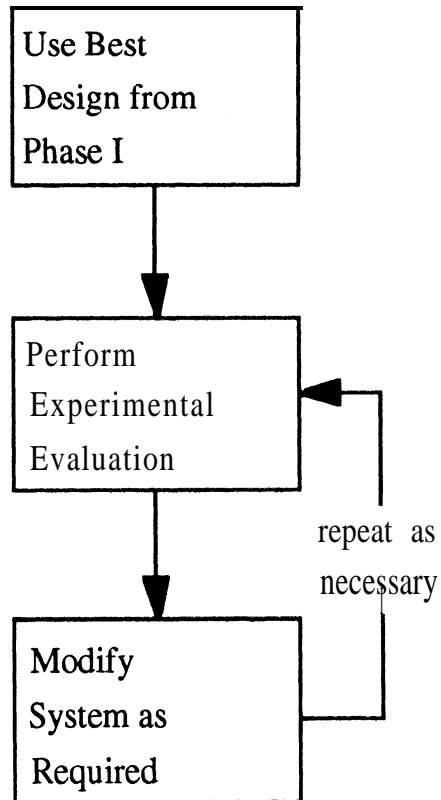 Use Best
Design from
Phase I
Perform
Experimental
Evaluation
repeat as
necessary
Modify
System as
Required